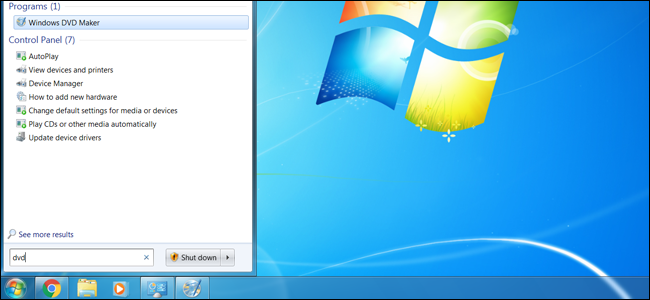 Programs (1)
Windows DVD Maker
Control Panel (7)
AutoPlay
View devices and printers
Device Manager
How to add new hardware
Change default settings for media or devices
Play CDs or other media automatically
Update device drivers
See more results
dvd
Shut down